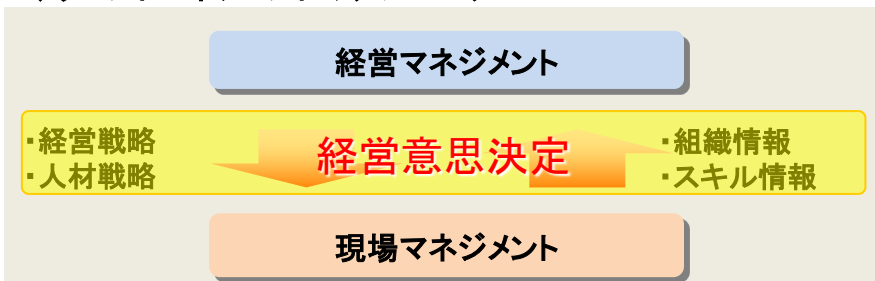 経営マネジメント
・経営戦略
・人材戦略
経営意思決定
・組織情報
・スキル情報
現場マネジメント